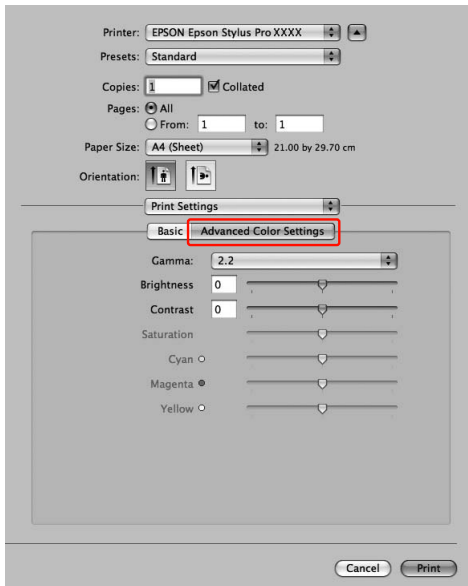 Printer: EPSON Epson Stylus Pro XXXX
Presets: Standard
Copies: 1 Collated
Pages: All
From: 1 to: 1
Paper Size: A4 (Sheet) 21.00 by 29.70 cm
Orientation:
Print Settings
Basic Advanced Color Settings
Gamma: 2.2
Brightness 0
Contrast 0
Saturation
Cyan
Magenta
Yellow
Cancel Print